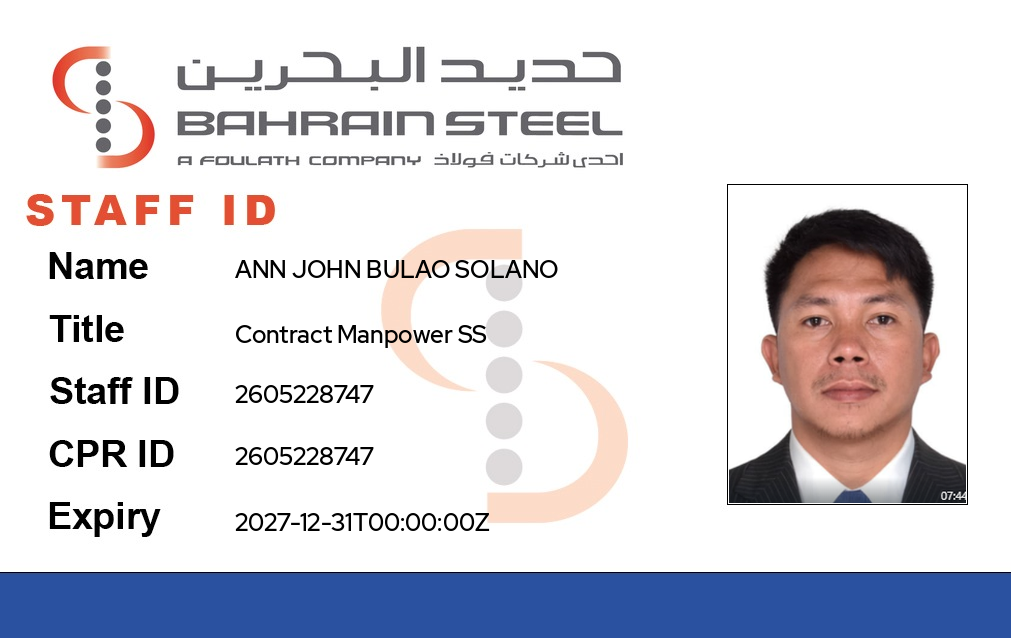 حديد البحرين
BAHRAIN STEEL
A FOULATH COMPANY احدى شركات فولاذ
STAFF ID
Name ANN JOHN BULAO SOLANO
Title Contract Manpower SS
Staff ID 2605228747
CPR ID 2605228747
Expiry 2027-12-31T00:00:00Z
07:44